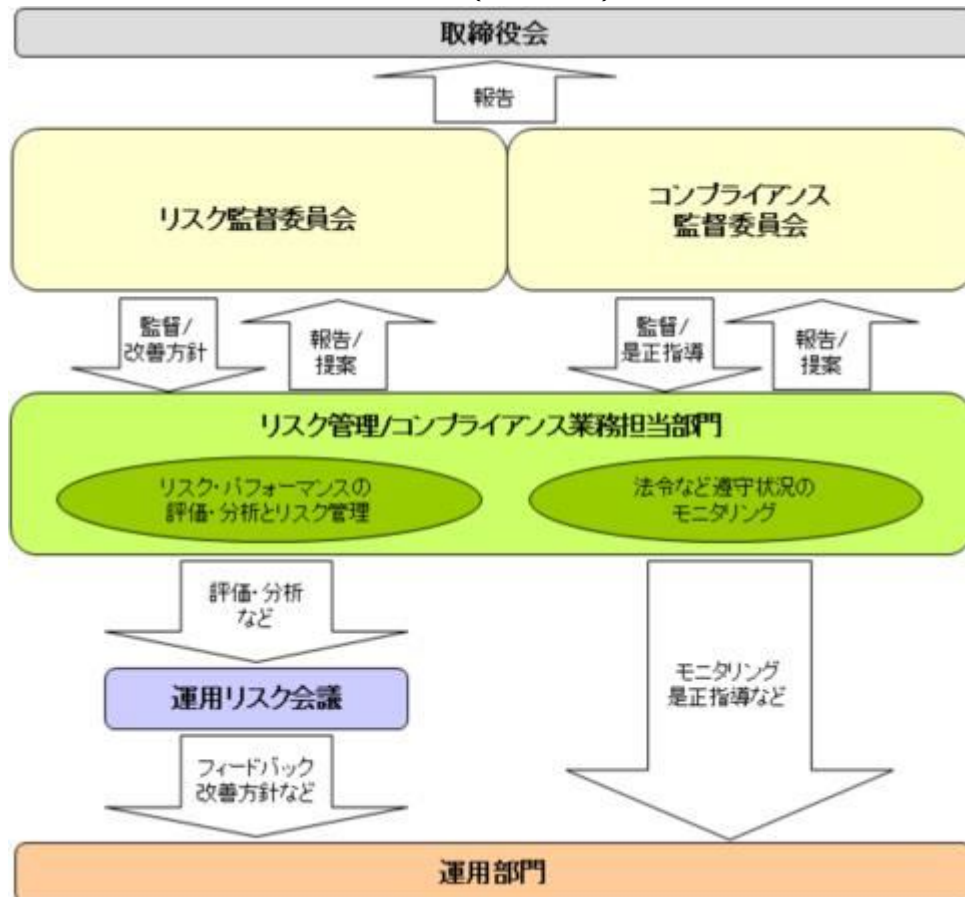 取締役会
報告
リスク監督委員会
コンプライアンス
監督委員会
監督/
改善方針
報告/
提案
監督/
是正指導
報告/
提案
リスク管理/コンプライアンス業務担当部門
リスク・パフォーマンスの
評価・分析とリスク管理
法令など遵守状況の
モニタリング
評価・分析
など
運用リスク会議
フィードバック
改善方針など
モニタリング
是正指導など
運用部門